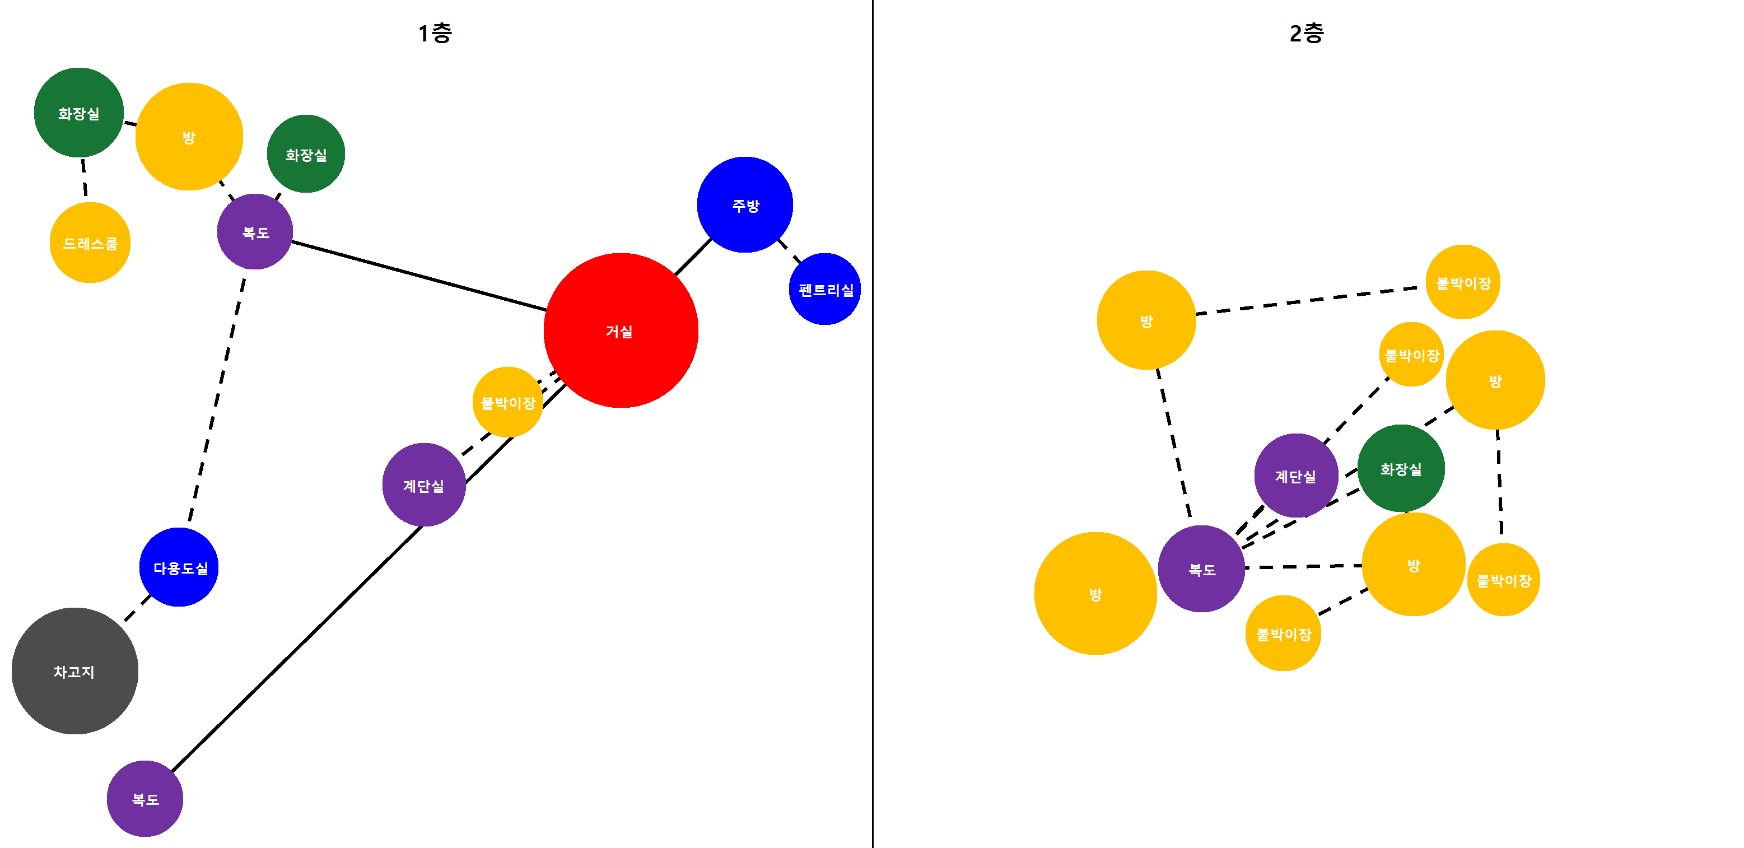 1층
화장실
방
화장실
드레스룸
복도
주방
펜트리실
거실
붙박이장
계단실
다용도실
차고지
복도
2층
방
붙박이장
붙박이장
방
계단실
화장실
복도
방
방
붙박이장
붙박이장